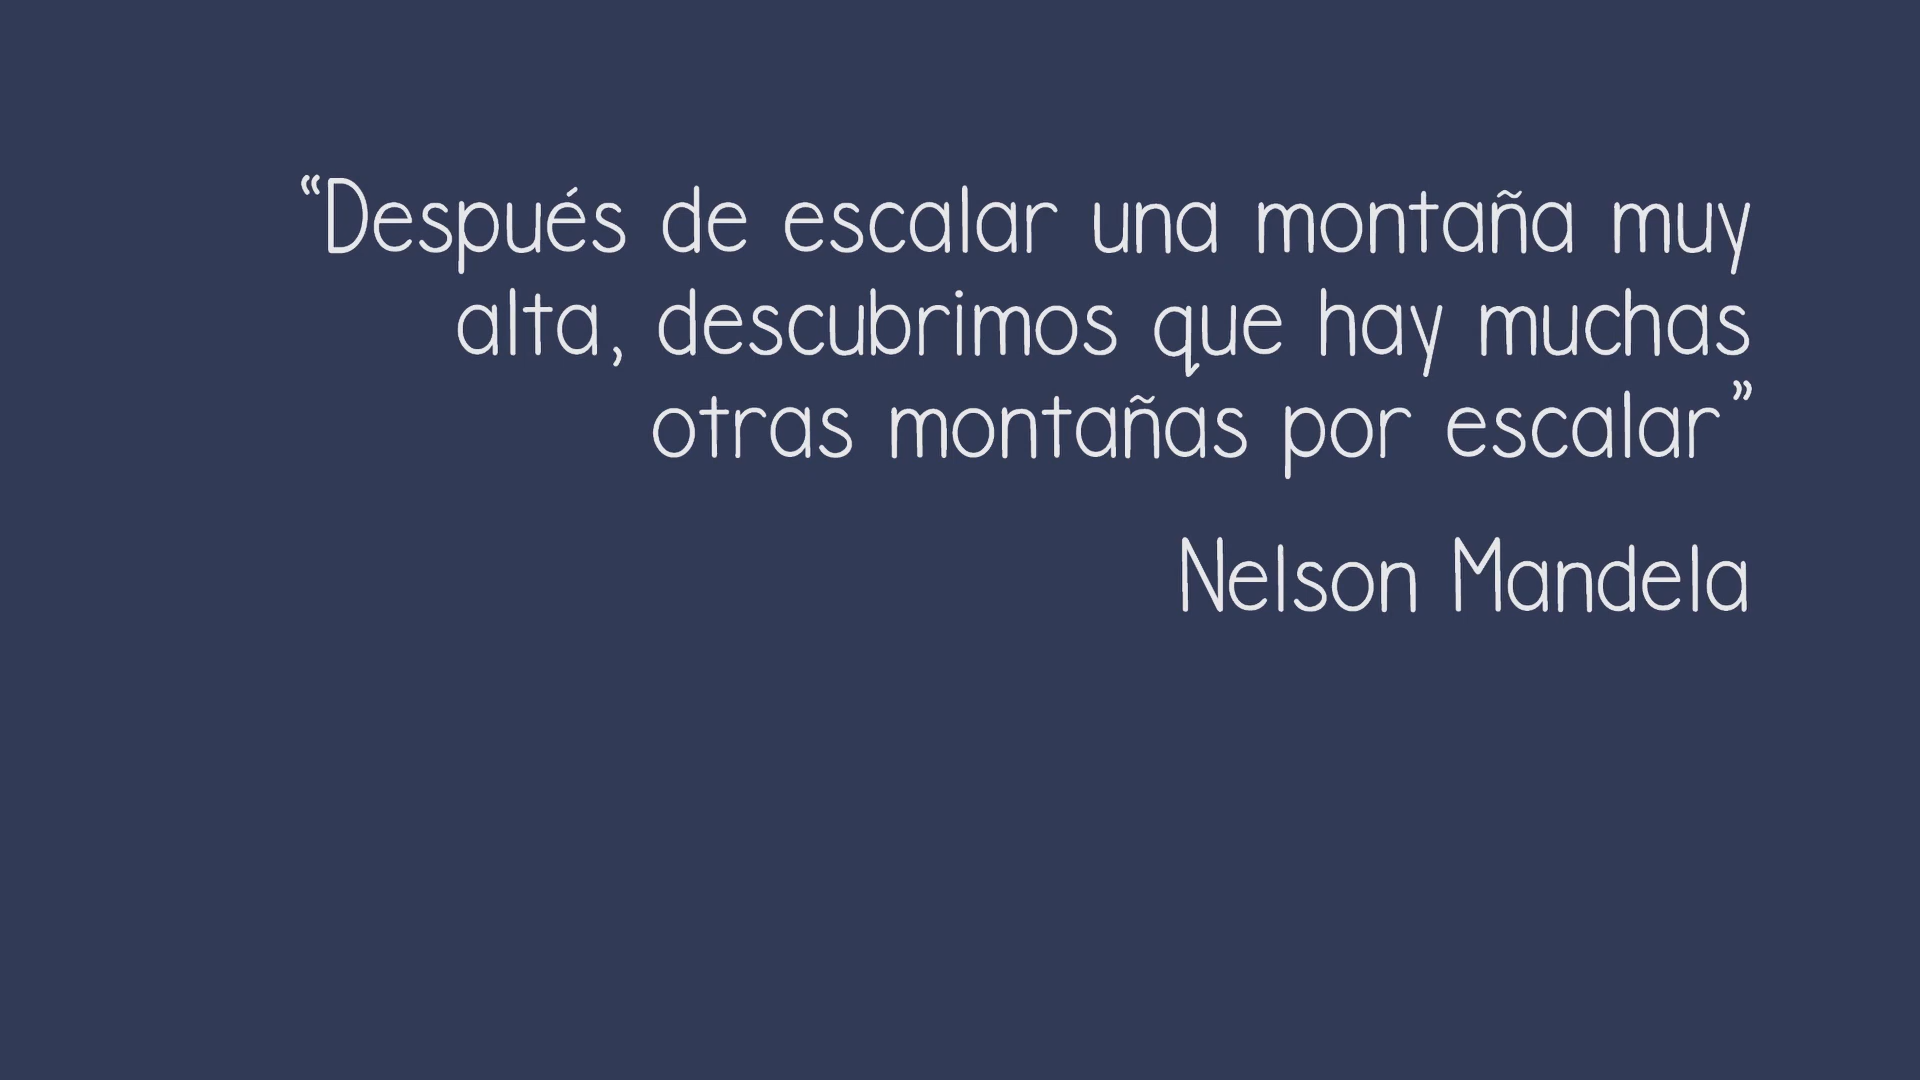 “Después de escalar una montaña muy
alta, descubrimos que hay muchas
otras montañas por escalar”
Nelson Mandela